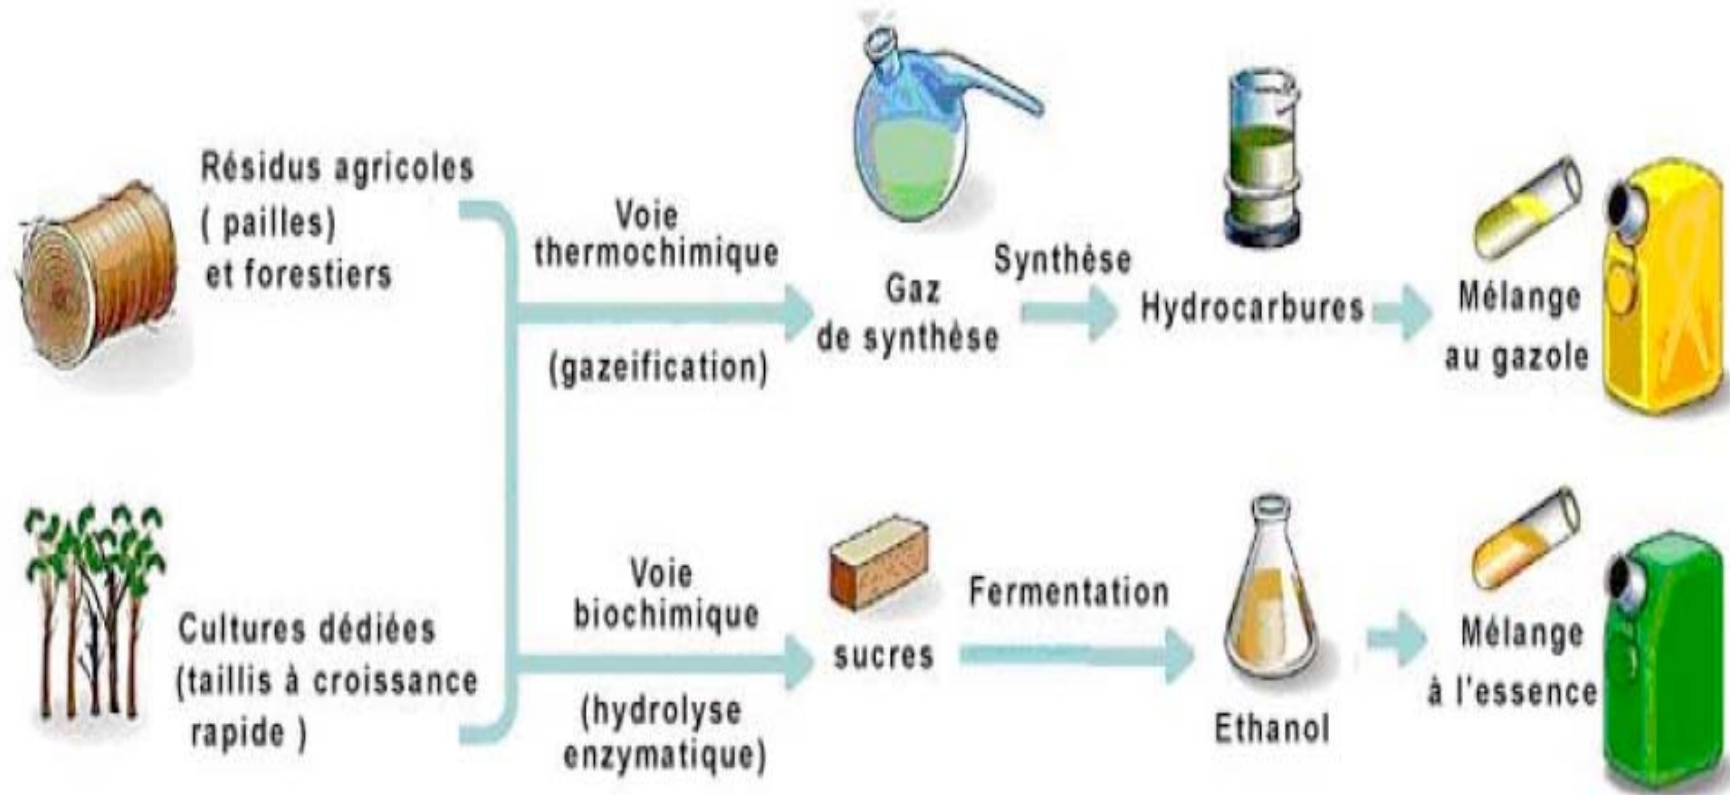 Résidus agricoles
( pailles)
et forestiers
Voie
thermochimique
(gazeification)
Gaz
de synthèse
Synthèse
Hydrocarbures
Mélange
au gazole
Cultures dédiées
(taillis à croissance
rapide )
Voie
biochimique
(hydrolyse
enzymatique)
sucres
Fermentation
Ethanol
Mélange
à l'essence